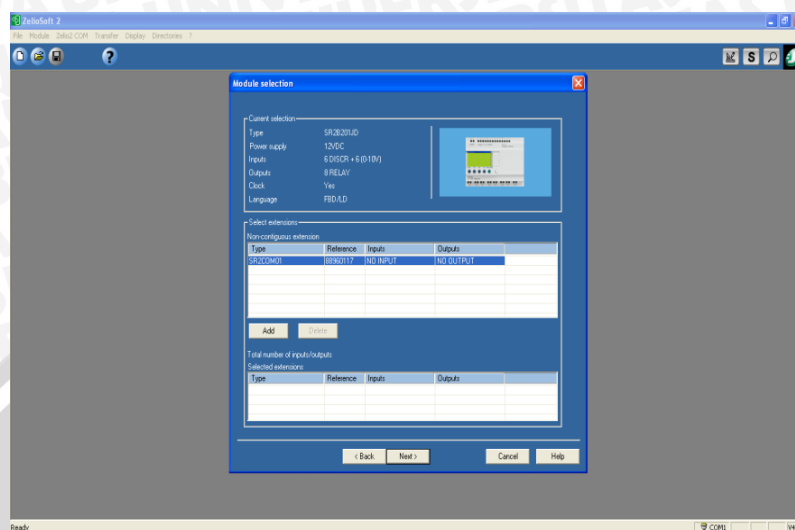 ZelioSoft 2
File Module Zelio2 COM Transfer Display Directories ?
?
S
Module selection
Current selection
Type SR2B201JD
Power supply 12VDC
Inputs 6 DISCR + 6 (0-10V)
Outputs 8 RELAY
Clock Yes
Language FBD/LD
Select extensions
Non-contiguous extension
Type Reference Inputs Outputs
SR2COM01 88960117 NO INPUT NO OUTPUT
Add Delete
Total number of inputs/outputs
Selected extensions
Type Reference Inputs Outputs
< Back Next > Cancel Help
Ready COM1